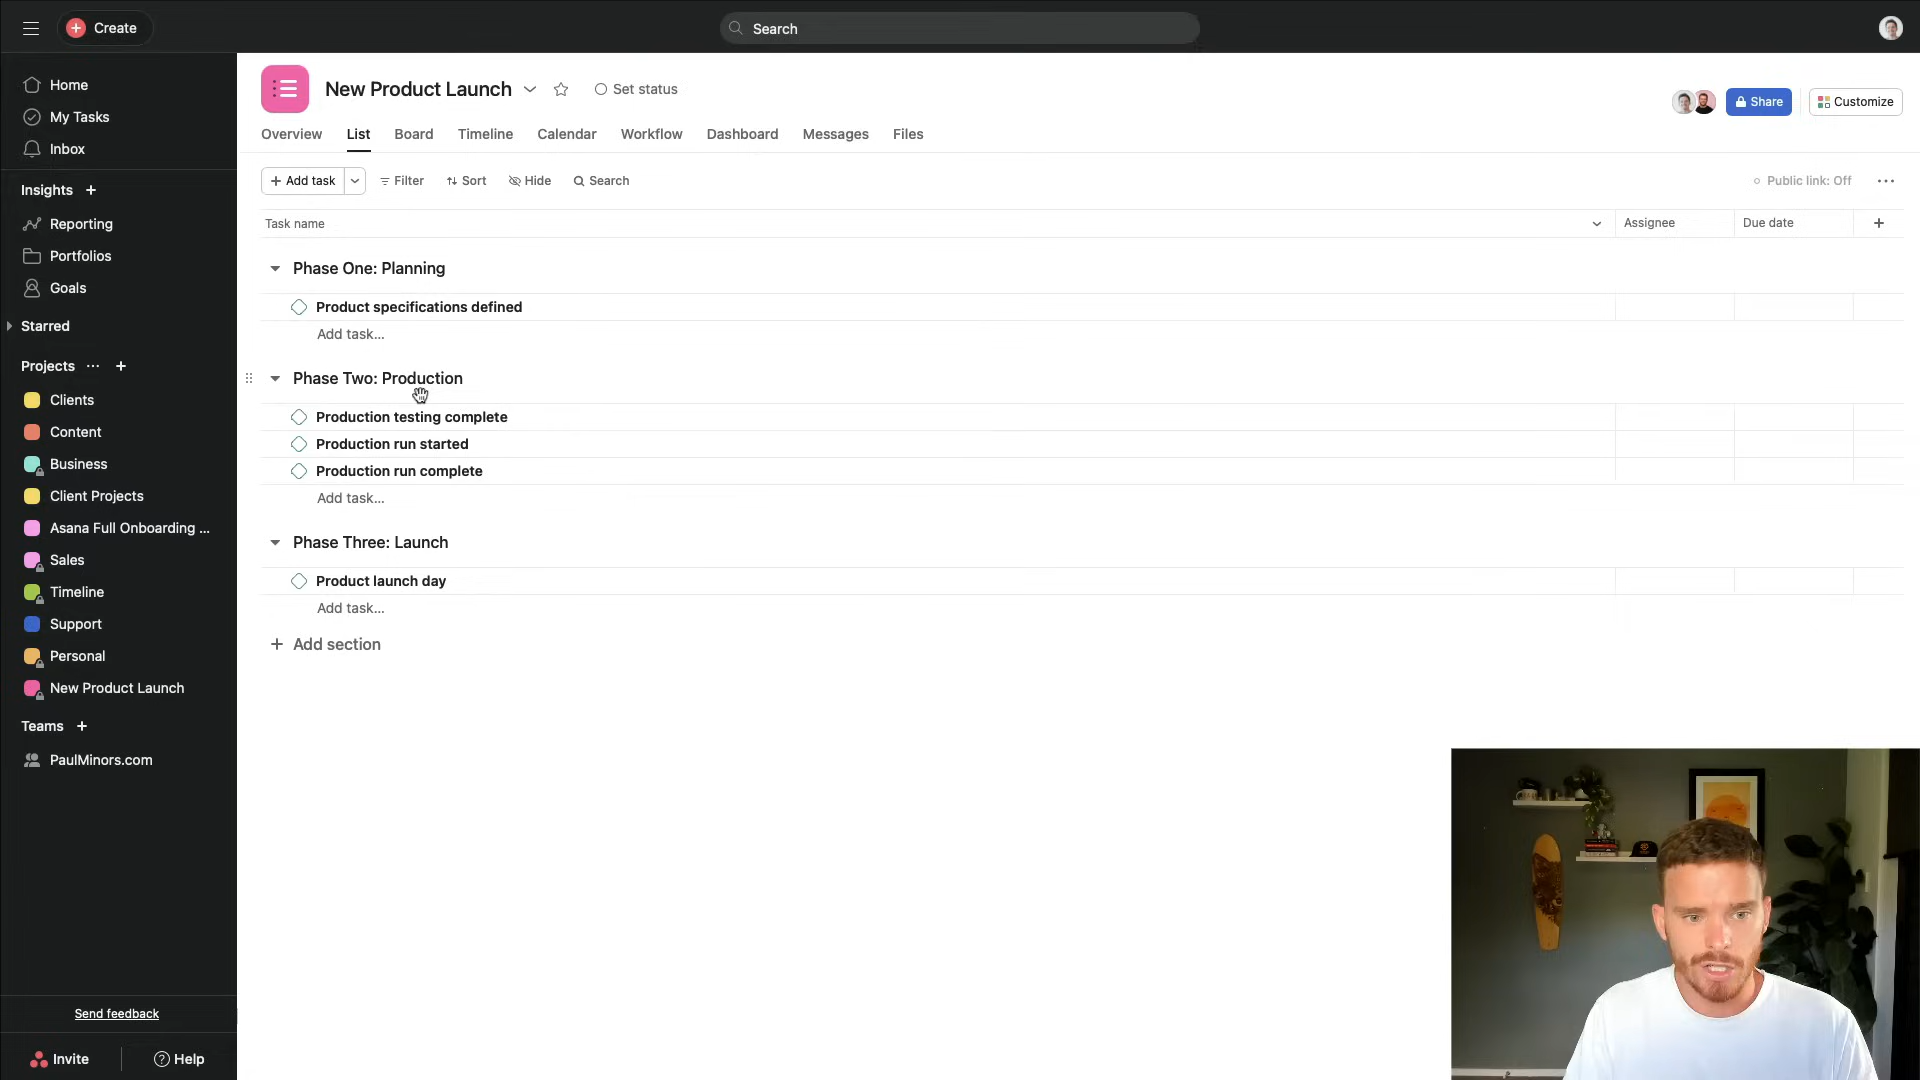 Create
Search
Home
My Tasks
Inbox
Insights
Reporting
Portfolios
Goals
Starred
Projects
Clients
Content
Business
Client Projects
Asana Full Onboarding ...
Sales
Timeline
Support
Personal
New Product Launch
Teams
PaulMinors.com
Send feedback
Invite
Help
New Product Launch
Set status
Share
Customize
Overview List Board Timeline Calendar Workflow Dashboard Messages Files
Add task Filter Sort Hide Search
Public link: Off
Task name Assignee Due date
Phase One: Planning
Product specifications defined
Add task...
Phase Two: Production
Production testing complete
Production run started
Production run complete
Add task...
Phase Three: Launch
Product launch day
Add task...
Add section